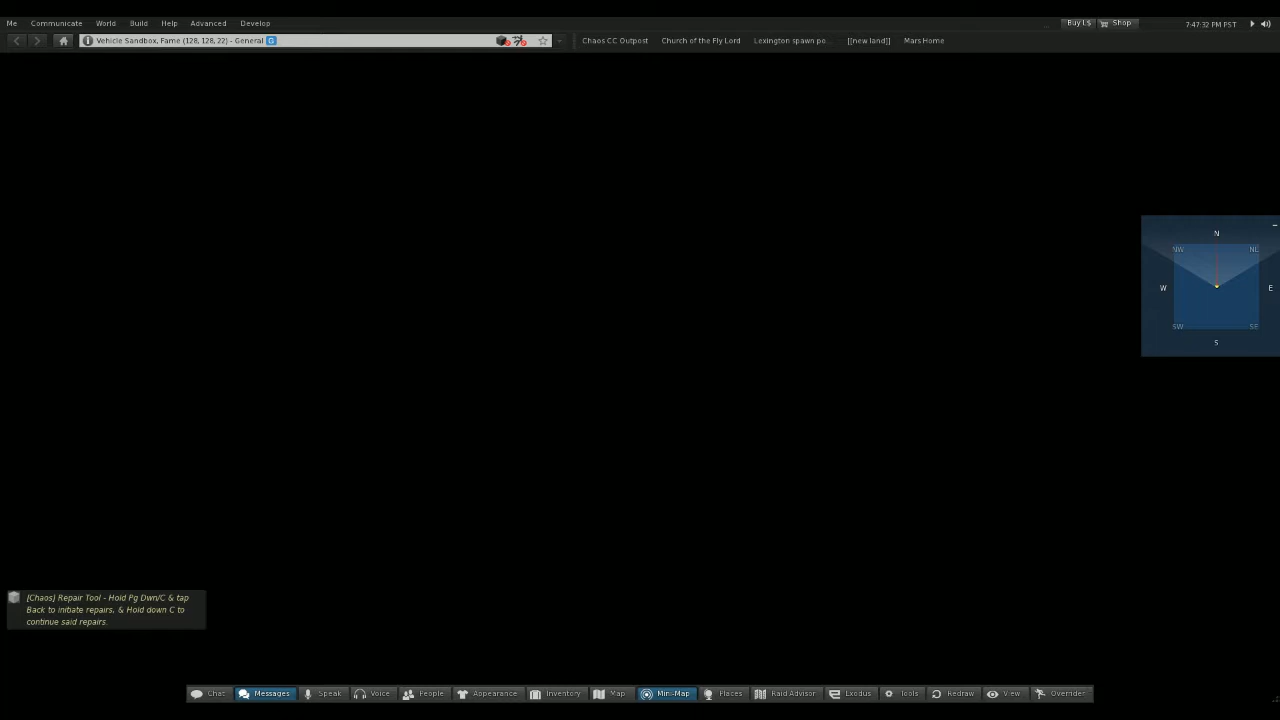 Me Communicate World Build Help Advanced Develop
Buy L$ Shop 7:47:32 PM PST
Vehicle Sandbox, Fame (128, 128, 22) - General G
Chaos CC Outpost Church of the Fly Lord Lexington spawn po... [[new land]] Mars Home
N
NW NE
W E
SW SE
S
[Chaos] Repair Tool - Hold Pg Dwn/C & tap
Back to initiate repairs, & Hold down C to
continue said repairs.
Chat Messages Speak Voice People Appearance Inventory Map Mini-Map Places Raid Advisor Exodus Tools Redraw View Overrider